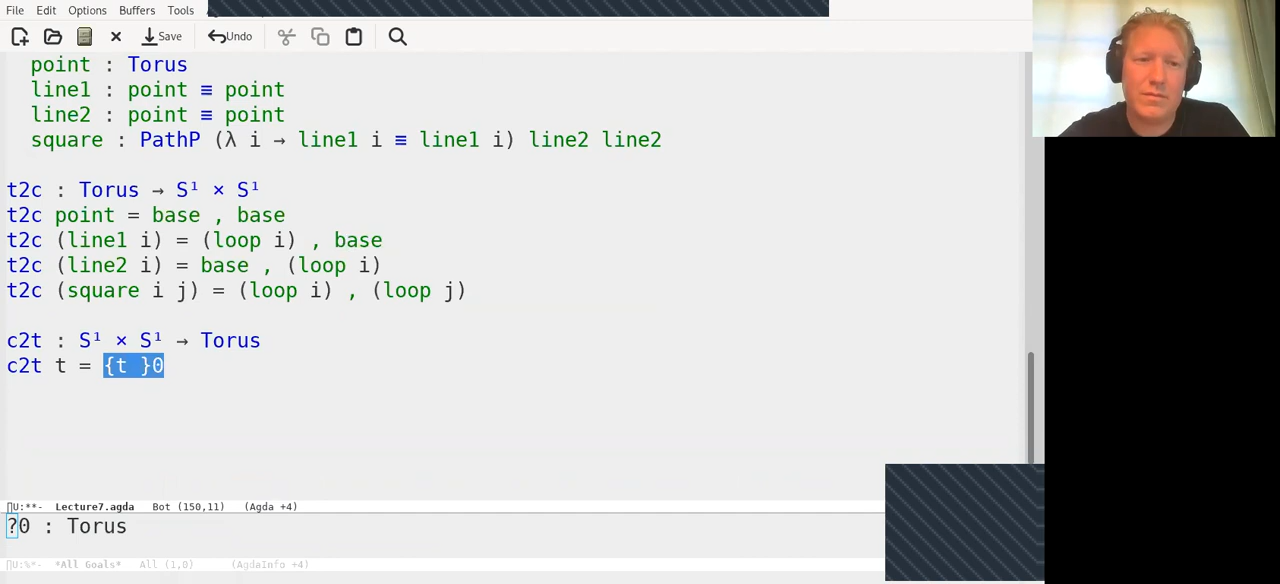 File Edit Options Buffers Tools
Save Undo
point : Torus
line1 : point ≡ point
line2 : point ≡ point
square : PathP (λ i → line1 i ≡ line1 i) line2 line2
t2c : Torus → S¹ × S¹
t2c point = base , base
t2c (line1 i) = (loop i) , base
t2c (line2 i) = base , (loop i)
t2c (square i j) = (loop i) , (loop j)
c2t : S¹ × S¹ → Torus
c2t t = {t }0
U:**- Lecture7.agda Bot (150,11) (Agda +4)
?0 : Torus
U:%*- *All Goals* All (1,0) (AgdaInfo +4)